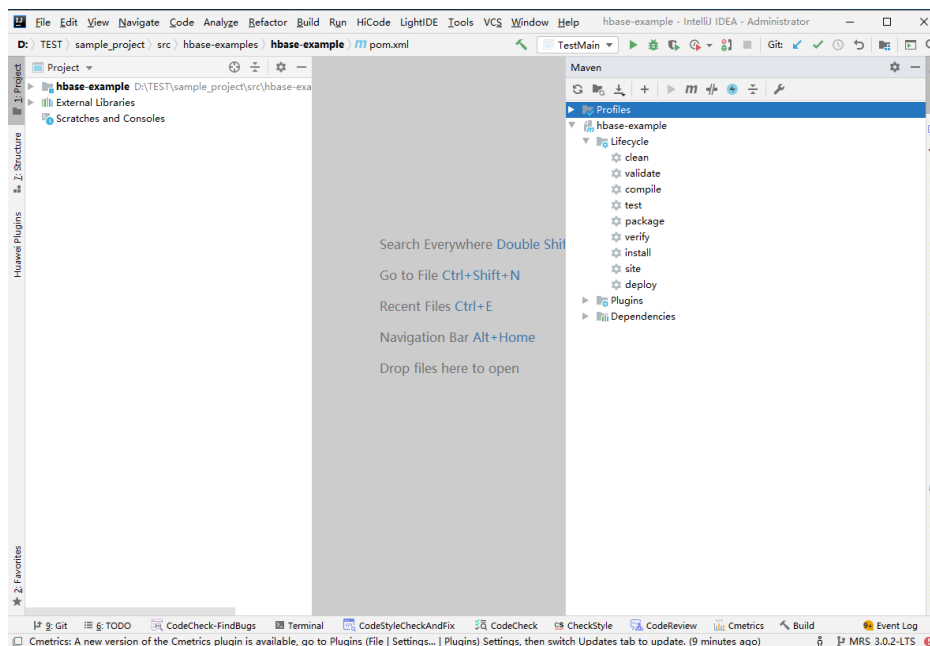 File Edit View Navigate Code Analyze Refactor Build Run HiCode LightIDE Tools VCS Window Help hbase-example - IntelliJ IDEA - Administrator
D: TEST sample_project src hbase-examples hbase-example m pom.xml TestMain Git:
1: Project
Z: Structure
Huawei Plugins
2: Favorites
Project
hbase-example D:\TEST\sample_project\src\hbase-exa
External Libraries
Scratches and Consoles
Search Everywhere Double Shif
Go to File Ctrl+Shift+N
Recent Files Ctrl+E
Navigation Bar Alt+Home
Drop files here to open
Maven
Profiles
hbase-example
Lifecycle
clean
validate
compile
test
package
verify
install
site
deploy
Plugins
Dependencies
9: Git 6: TODO CodeCheck-FindBugs Terminal CodeStyleCheckAndFix CodeCheck CheckStyle CodeReview Cmetrics Build Event Log
Cmetrics: A new version of the Cmetrics plugin is available, go to Plugins (File | Settings... | Plugins) Settings, then switch Updates tab to update. (9 minutes ago) MRS 3.0.2-LTS